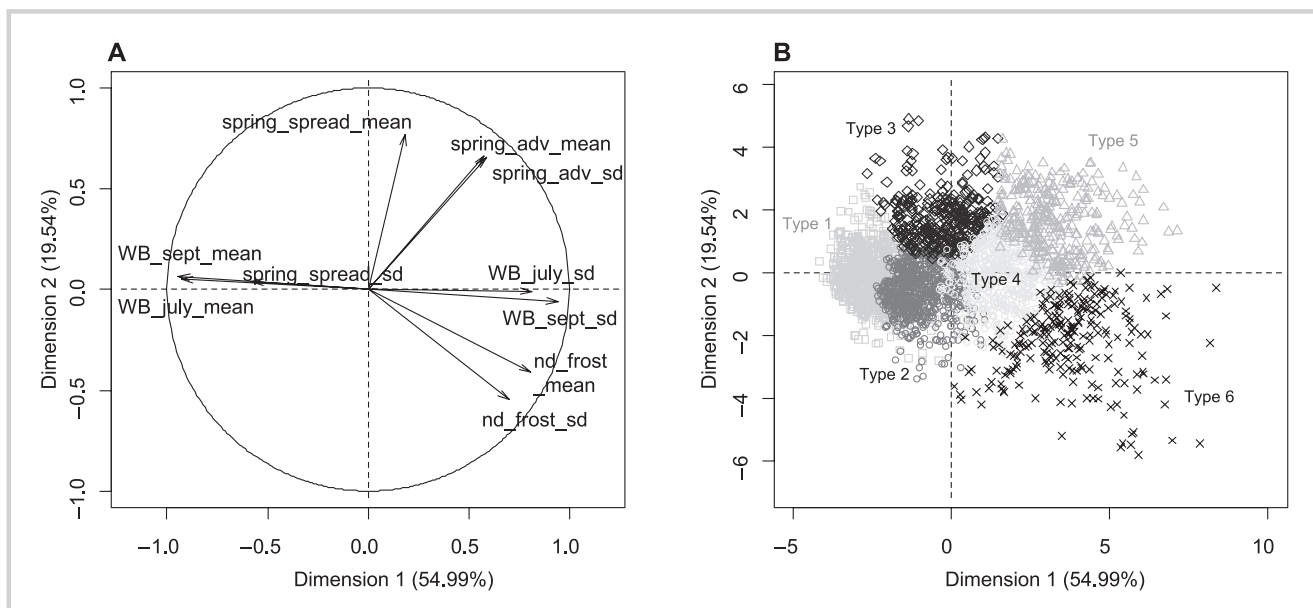 A
Dimension 2 (19.54%)
1.0
0.5
0.0
−0.5
−1.0
spring_spread_mean
spring_adv_mean
spring_adv_sd
WB_sept_mean
spring_spread_sd
WB_july_sd
WB_july_mean
WB_sept_sd
nd_frost
_mean
nd_frost_sd
−1.0
−0.5
0.0
0.5
1.0
Dimension 1 (54.99%)
B
Dimension 2 (19.54%)
6
4
2
0
−2
−4
−6
Type 3
Type 5
Type 1
Type 4
Type 2
Type 6
−5
0
5
10
Dimension 1 (54.99%)